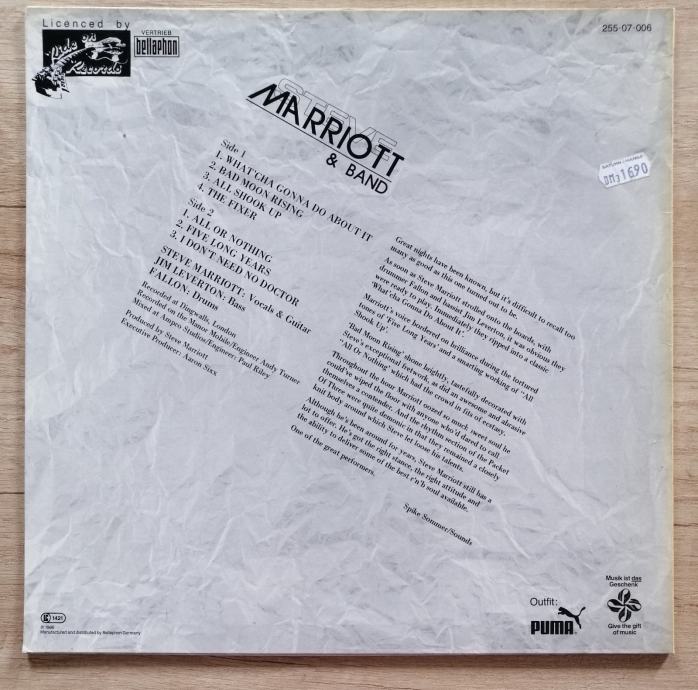 Licenced by
VERTRIEB
bellaphon
255-07-006
Line on
Records
STEVE
MARRIOTT
& BAND
DM 16.90
Side 1
1. WHAT'CHA GONNA DO ABOUT IT
2. BAD MOON RISING
3. ALL SHOOK UP
4. THE FIXER
Side 2
1. ALL OR NOTHING
2. FIVE LONG YEARS
3. I DON'T NEED NO DOCTOR
STEVE MARRIOTT: Vocals & Guitar
JIM LEVERTON: Bass
FALLON: Drums
Recorded at Dingwalls, London
Recorded on the Manor Mobile/Engineer Andy Turner
Mixed at Ampeo Studios/Engineer: Paul Riley
Produced by Steve Marriott
Executive Producer: Aaron Sixx
Great nights have been known, but it's difficult to recall too
many as good as this one turned out to be.
As soon as Steve Marriott strolled onto the boards, with
drummer Fallon and bassist Jim Leverton, it was obvious they
were ready to play. Immediately they ripped into a classic
'What'cha Gonna Do About It'.
Marriott's voice bordered on brilliance during the tortured
tones of 'Five Long Years' and a smarting working of "All
Shook Up'.
'Bad Moon Rising' shone brightly, tastefully decorated with
Steve's exceptional fretwork, as did an awesome and abrasive
"All Or Nothing" which had the crowd in fits of ecstasy.
Throughout the hour Marriott oozed so much sweet soul he
could've wiped the floor with anyone who'd dared to call
themselves a contender. And the rhythm section of the Packet
Of Three were quite demonic in that they remained a closely
knit body around which Steve let loose his talents.
Although he's been around for years, Steve Marriott still has a
lot to offer. He's got the right stance, the right attitude and
the ability to deliver some of the best r'n'b soul available.
One of the great performers.
Spike Sommer/Sounds
Musik ist das
Geschenk
Give the gift
of music
Outfit:
PUMA
1421
℗ 1986
Manufactured and distributed by Bellaphon Germany